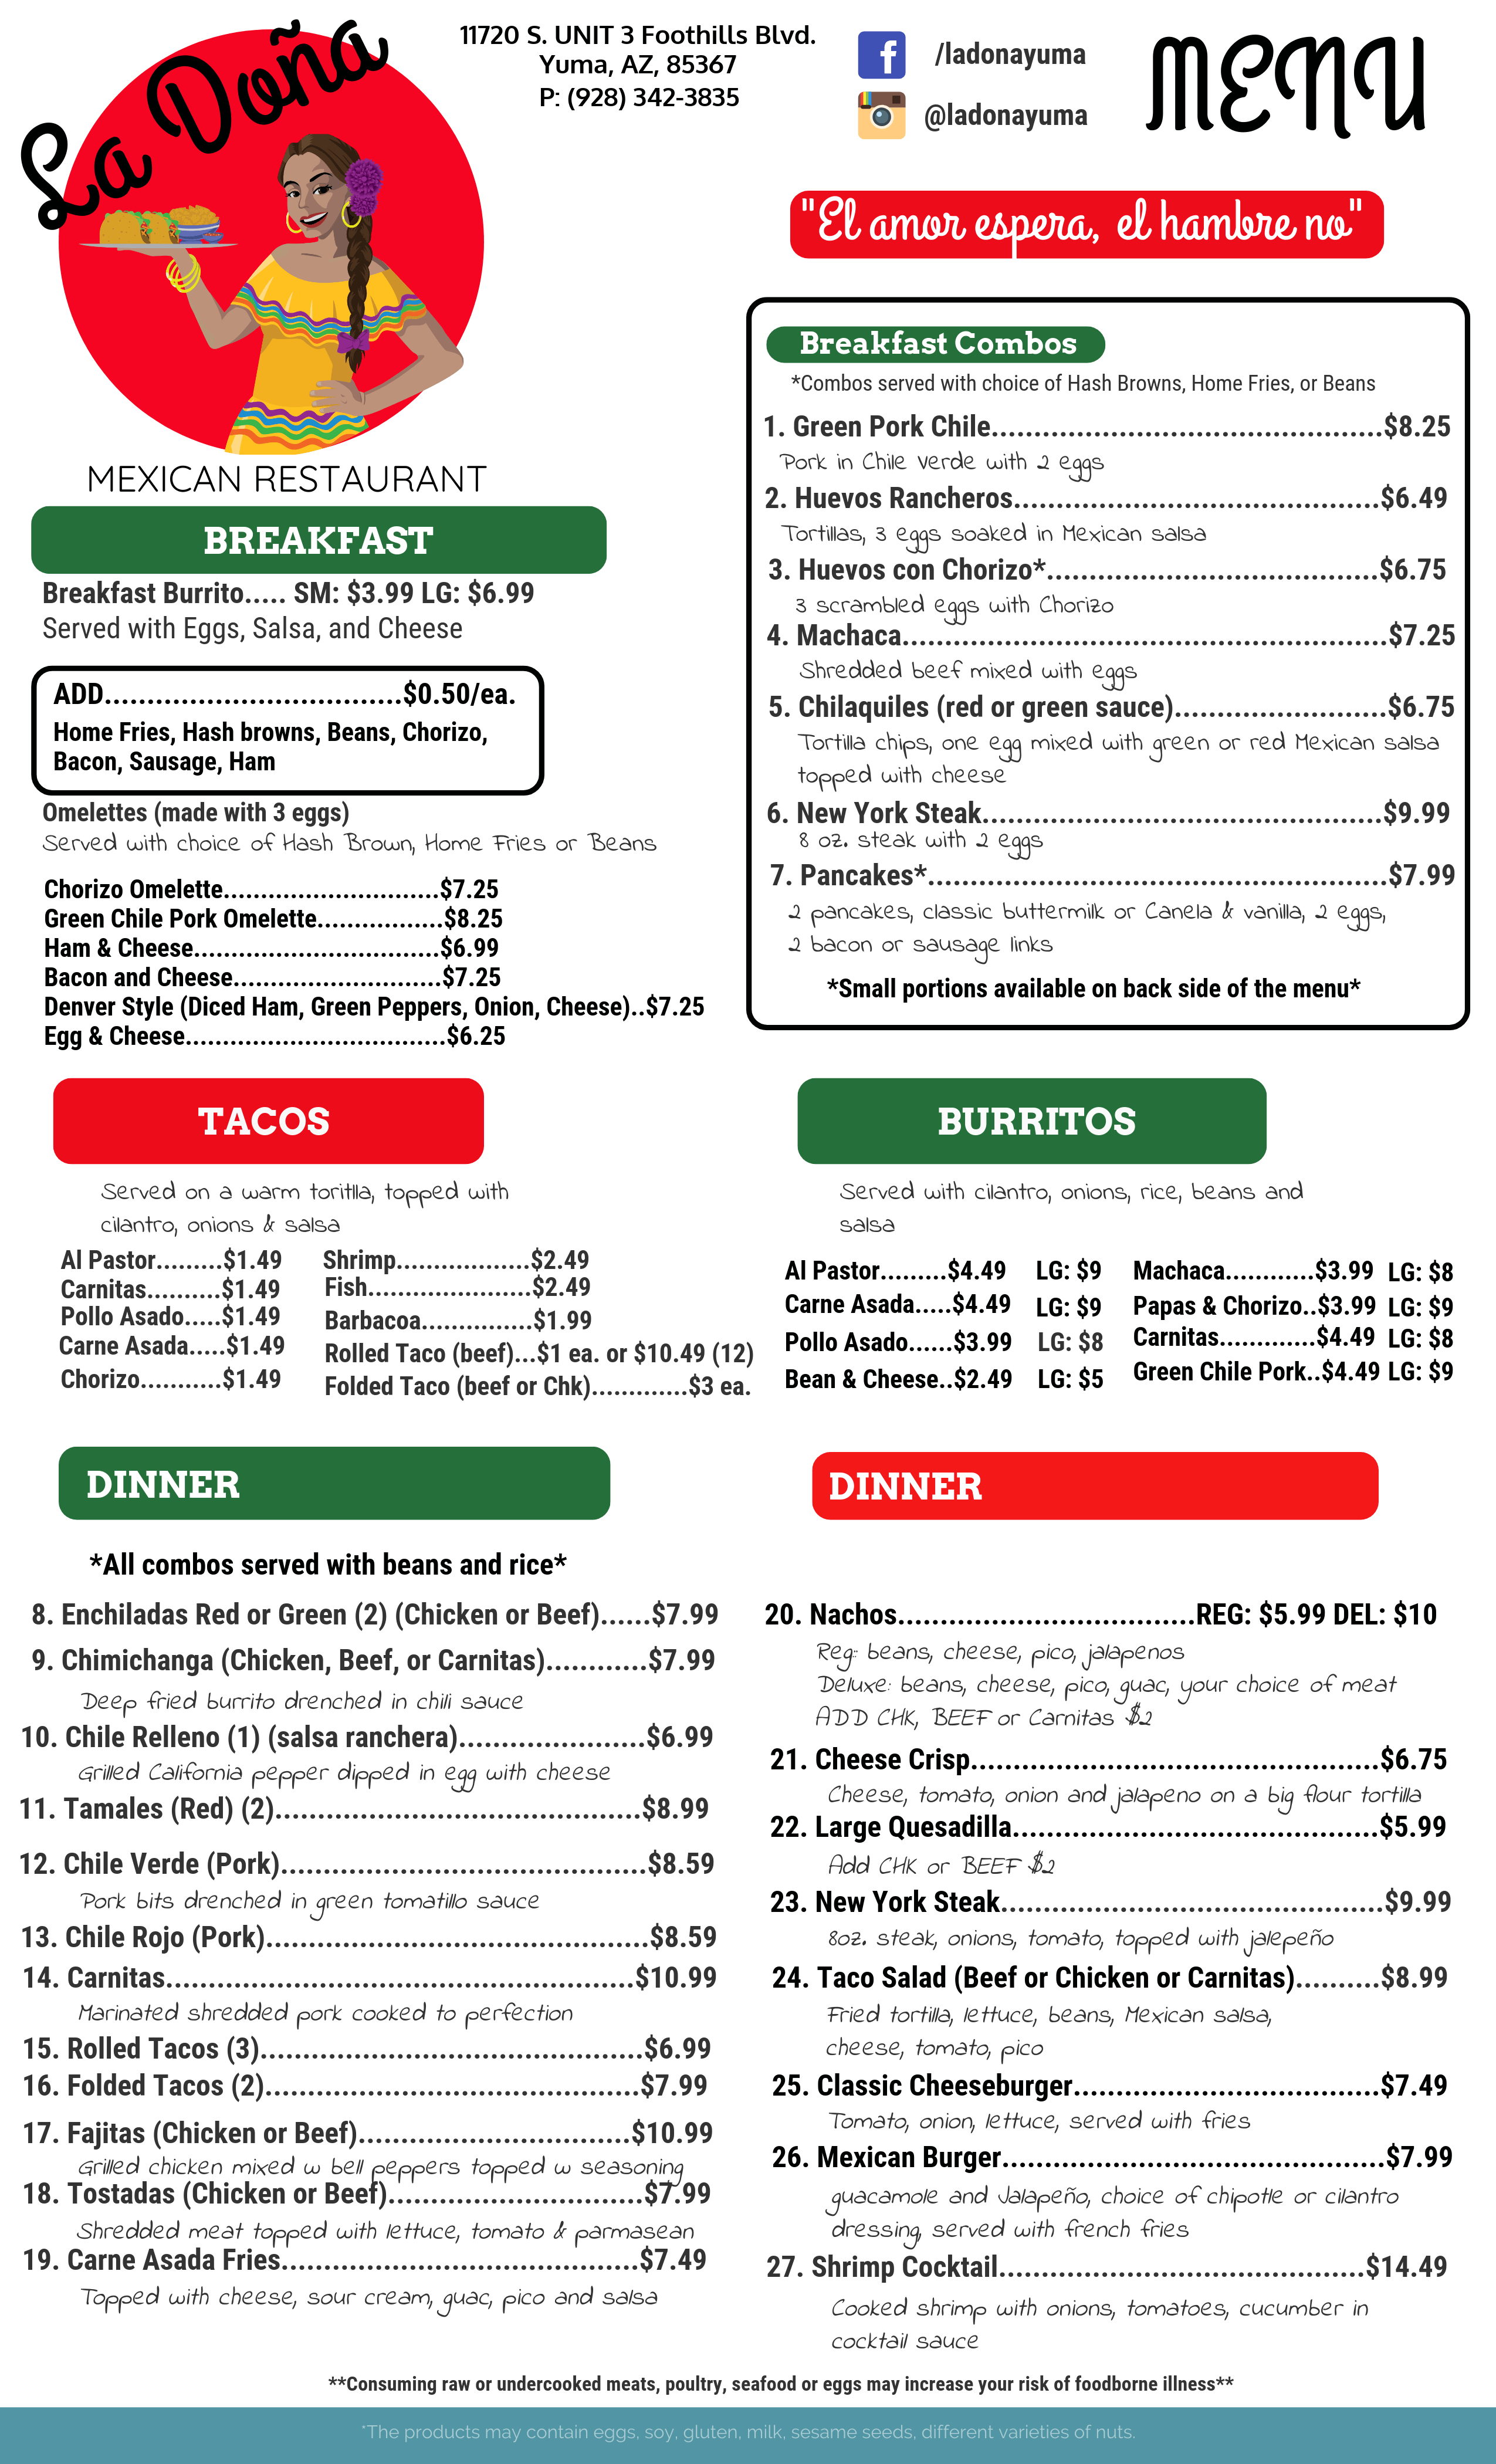 La Doña
MEXICAN RESTAURANT
11720 S. UNIT 3 Foothills Blvd.
Yuma, AZ, 85367
P: (928) 342-3835
/ladonayuma
@ladonayuma
MENU
"El amor espera, el hambre no"
BREAKFAST
Breakfast Burrito..... SM: $3.99 LG: $6.99
Served with Eggs, Salsa, and Cheese
ADD...................................$0.50/ea.
Home Fries, Hash browns, Beans, Chorizo,
Bacon, Sausage, Ham
Omelettes (made with 3 eggs)
Served with choice of Hash Brown, Home Fries or Beans
Chorizo Omelette.............................$7.25
Green Chile Pork Omelette.................$8.25
Ham & Cheese.................................$6.99
Bacon and Cheese............................$7.25
Denver Style (Diced Ham, Green Peppers, Onion, Cheese)..$7.25
Egg & Cheese...................................$6.25
Breakfast Combos
*Combos served with choice of Hash Browns, Home Fries, or Beans
1. Green Pork Chile..............................................$8.25
Pork in Chile Verde with 2 eggs
2. Huevos Rancheros...........................................$6.49
Tortillas, 3 eggs soaked in Mexican salsa
3. Huevos con Chorizo*.......................................$6.75
3 scrambled eggs with Chorizo
4. Machaca.........................................................$7.25
Shredded beef mixed with eggs
5. Chilaquiles (red or green sauce).........................$6.75
Tortilla chips, one egg mixed with green or red Mexican salsa
topped with cheese
6. New York Steak...............................................$9.99
8 oz. steak with 2 eggs
7. Pancakes*......................................................$7.99
2 pancakes, classic buttermilk or Canela & vanilla, 2 eggs,
2 bacon or sausage links
*Small portions available on back side of the menu*
TACOS
Served on a warm toritlla, topped with
cilantro, onions & salsa
Al Pastor.........$1.49
Carnitas..........$1.49
Pollo Asado.....$1.49
Carne Asada.....$1.49
Chorizo...........$1.49
Shrimp..................$2.49
Fish......................$2.49
Barbacoa...............$1.99
Rolled Taco (beef)...$1 ea. or $10.49 (12)
Folded Taco (beef or Chk).............$3 ea.
BURRITOS
Served with cilantro, onions, rice, beans and
salsa
Al Pastor.........$4.49 LG: $9
Carne Asada.....$4.49 LG: $9
Pollo Asado......$3.99 LG: $8
Bean & Cheese..$2.49 LG: $5
Machaca............$3.99 LG: $8
Papas & Chorizo..$3.99 LG: $9
Carnitas.............$4.49 LG: $8
Green Chile Pork..$4.49 LG: $9
DINNER
*All combos served with beans and rice*
8. Enchiladas Red or Green (2) (Chicken or Beef)......$7.99
9. Chimichanga (Chicken, Beef, or Carnitas)............$7.99
Deep fried burrito drenched in chili sauce
10. Chile Relleno (1) (salsa ranchera)......................$6.99
Grilled California pepper dipped in egg with cheese
11. Tamales (Red) (2)...........................................$8.99
12. Chile Verde (Pork)...........................................$8.59
Pork bits drenched in green tomatillo sauce
13. Chile Rojo (Pork).............................................$8.59
14. Carnitas.......................................................$10.99
Marinated shredded pork cooked to perfection
15. Rolled Tacos (3).............................................$6.99
16. Folded Tacos (2)............................................$7.99
17. Fajitas (Chicken or Beef)................................$10.99
Grilled chicken mixed w bell peppers topped w seasoning
18. Tostadas (Chicken or Beef)..............................$7.99
Shredded meat topped with lettuce, tomato & parmasean
19. Carne Asada Fries..........................................$7.49
Topped with cheese, sour cream, guac, pico and salsa
DINNER
20. Nachos...................................REG: $5.99 DEL: $10
Reg: beans, cheese, pico, jalapenos
Deluxe: beans, cheese, pico, guac, your choice of meat
ADD CHK, BEEF or Carnitas $2
21. Cheese Crisp................................................$6.75
Cheese, tomato, onion and jalapeno on a big flour tortilla
22. Large Quesadilla...........................................$5.99
Add CHK or BEEF $2
23. New York Steak.............................................$9.99
8oz. steak, onions, tomato, topped with jalepeño
24. Taco Salad (Beef or Chicken or Carnitas)..........$8.99
Fried tortilla, lettuce, beans, Mexican salsa,
cheese, tomato, pico
25. Classic Cheeseburger....................................$7.49
Tomato, onion, lettuce, served with fries
26. Mexican Burger.............................................$7.99
guacamole and Jalapeño, choice of chipotle or cilantro
dressing, served with french fries
27. Shrimp Cocktail...........................................$14.49
Cooked shrimp with onions, tomatoes, cucumber in
cocktail sauce
**Consuming raw or undercooked meats, poultry, seafood or eggs may increase your risk of foodborne illness**
*The products may contain eggs, soy, gluten, milk, sesame seeds, different varieties of nuts.